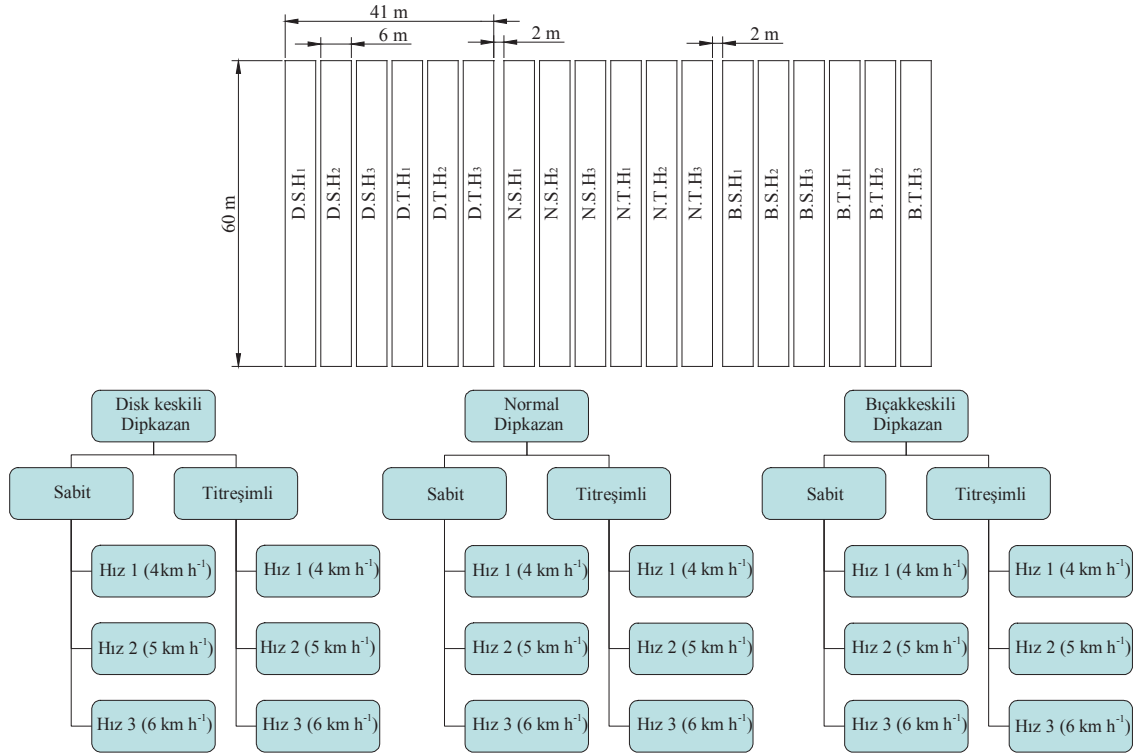 41 m
6 m
2 m
2 m
60 m
D.S.H1
D.S.H2
D.S.H3
D.T.H1
D.T.H2
D.T.H3
N.S.H1
N.S.H2
N.S.H3
N.T.H1
N.T.H2
N.T.H3
B.S.H1
B.S.H2
B.S.H3
B.T.H1
B.T.H2
B.T.H3
Disk keskili
Dipkazan
Sabit
Titreşimli
Hız 1 (4km h-1)
Hız 1 (4 km h-1)
Hız 2 (5 km h-1)
Hız 2 (5 km h-1)
Hız 3 (6 km h-1)
Hız 3 (6 km h-1)
Normal
Dipkazan
Sabit
Titreşimli
Hız 1 (4 km h-1)
Hız 1 (4 km h-1)
Hız 2 (5 km h-1)
Hız 2 (5 km h-1)
Hız 3 (6 km h-1)
Hız 3 (6 km h-1)
Bıçakkeskili
Dipkazan
Sabit
Titreşimli
Hız 1 (4 km h-1)
Hız 1 (4 km h-1)
Hız 2 (5 km h-1)
Hız 2 (5 km h-1)
Hız 3 (6 km h-1)
Hız 3 (6 km h-1)